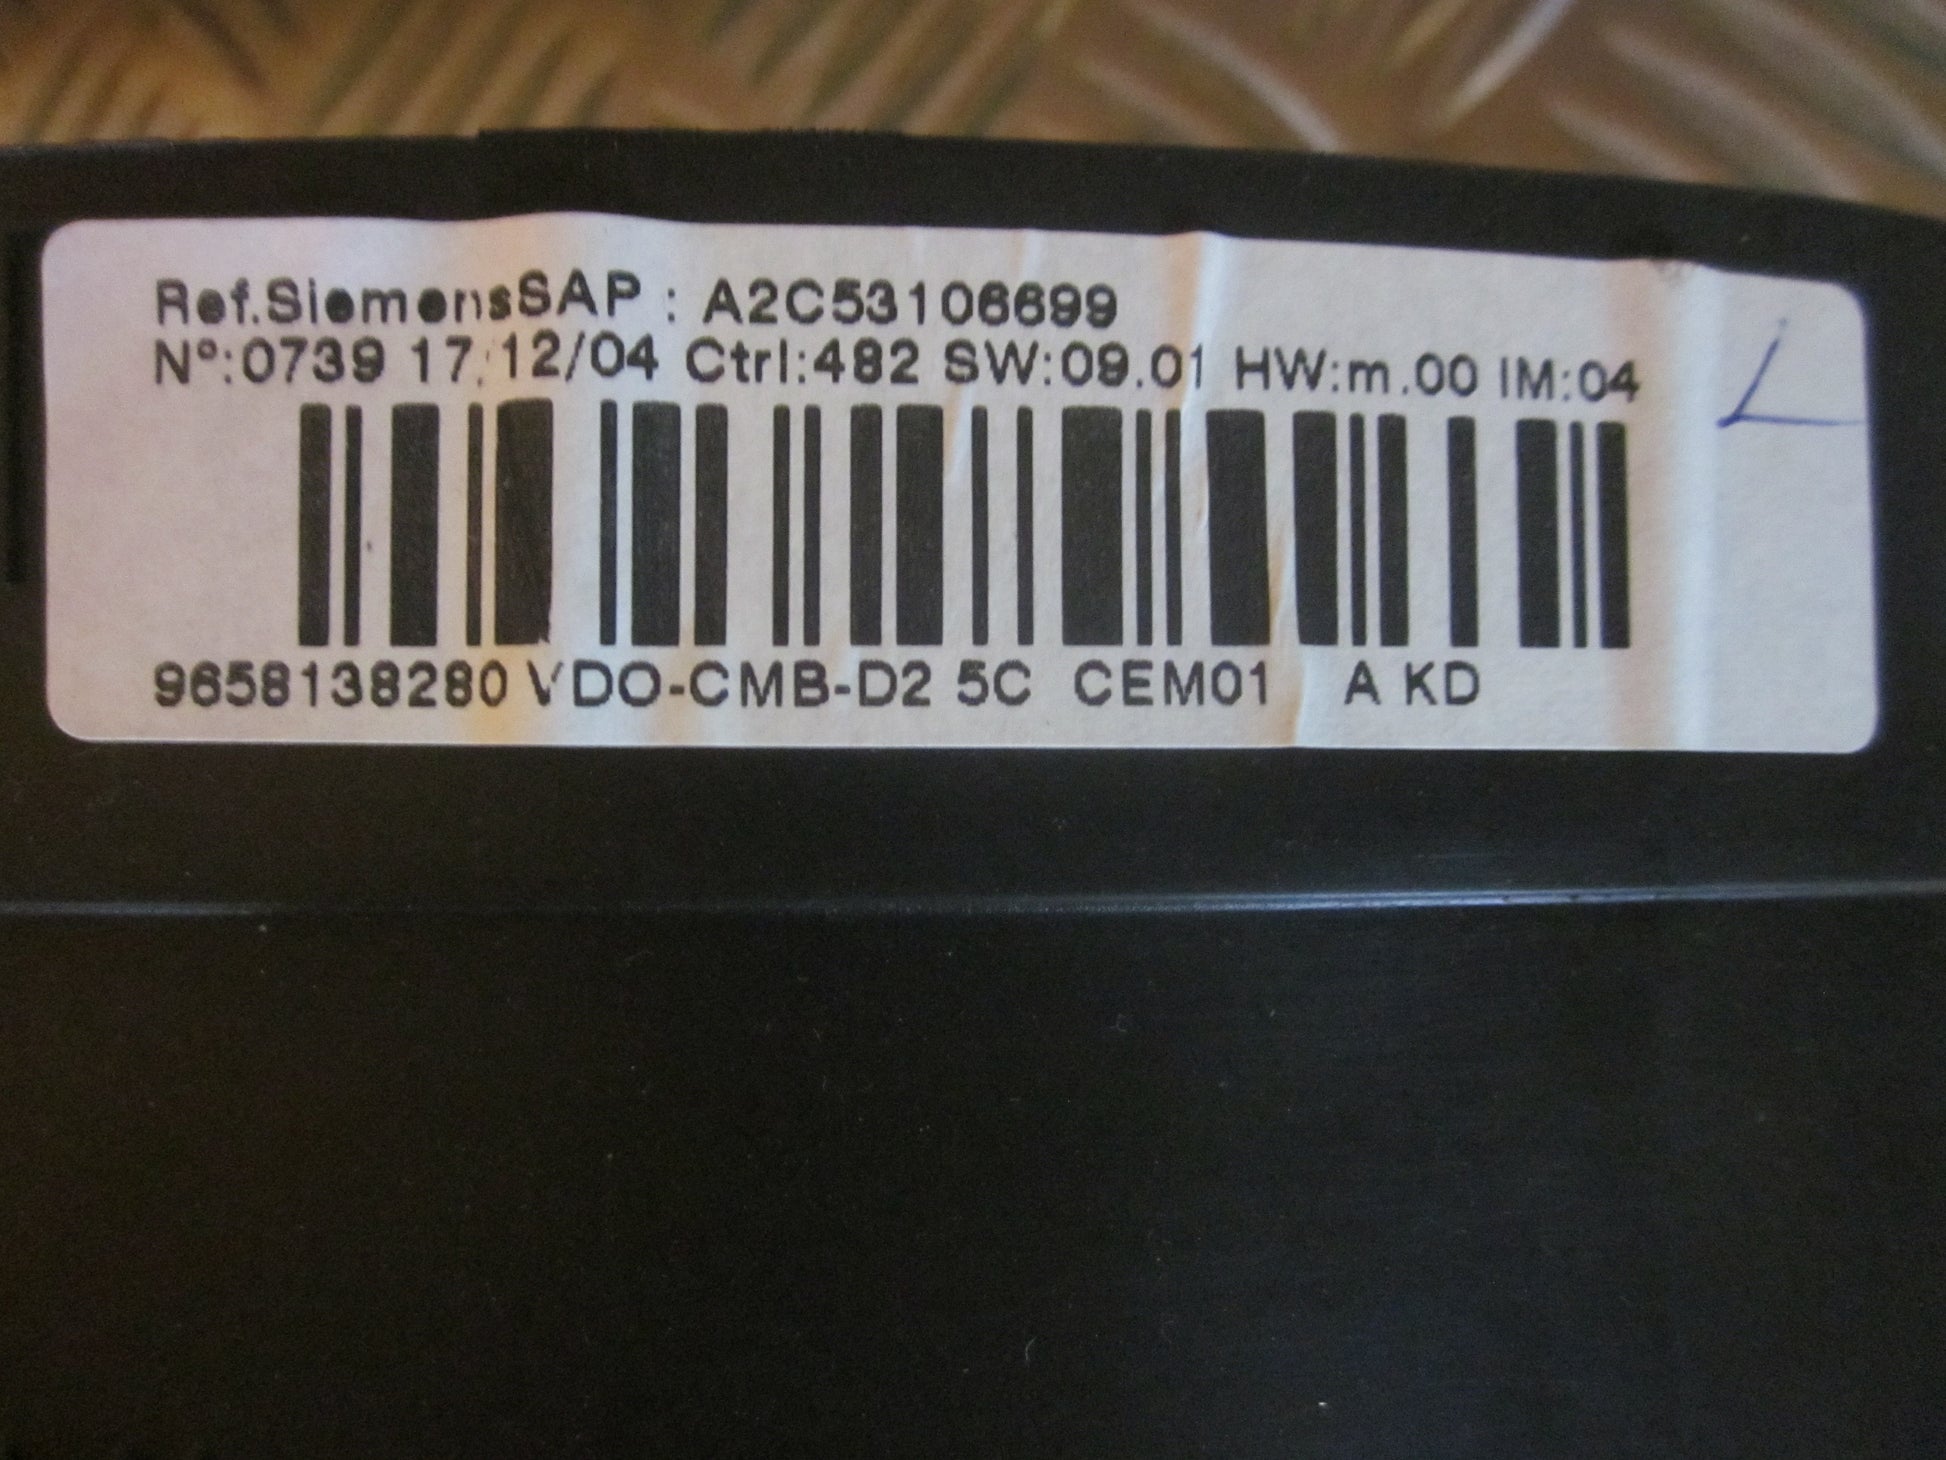 Ref.SiemensSAP : A2C53106699
Nº:0739 17.12/04 Ctrl:482 SW:09.01 HW:m.00 IM:04
9658138280 VDO-CMB-D2 5C CEM01 A KD